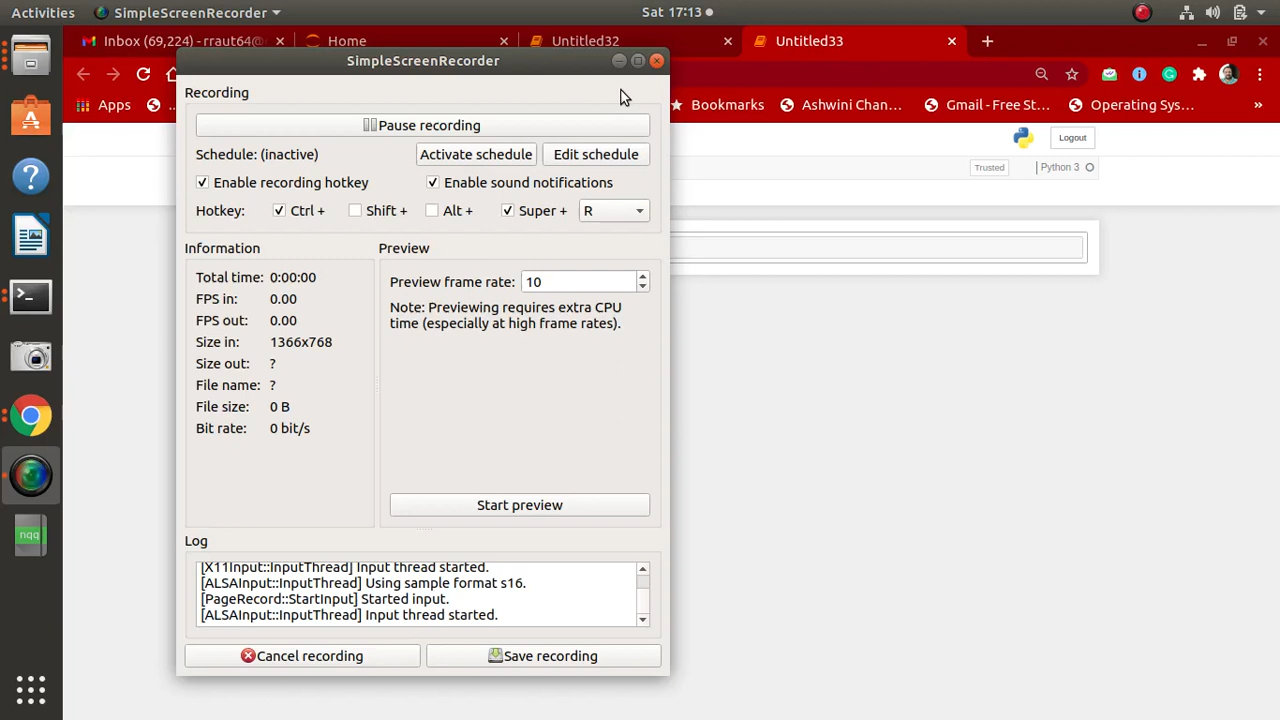 Activities
SimpleScreenRecorder
Sat 17:13
Inbox (69,224) - rraut64@
Home
Untitled32
Untitled33
SimpleScreenRecorder
Apps
..
Bookmarks
Ashwini Chan…
Gmail - Free St…
Operating Sys…
»
Logout
Trusted
Python 3
Recording
Pause recording
Schedule: (inactive)
Activate schedule
Edit schedule
Enable recording hotkey
Enable sound notifications
Hotkey:
Ctrl +
Shift +
Alt +
Super +
R
Information
Total time: 0:00:00
FPS in: 0.00
FPS out: 0.00
Size in: 1366x768
Size out: ?
File name: ?
File size: 0 B
Bit rate: 0 bit/s
Preview
Preview frame rate: 10
Note: Previewing requires extra CPU
time (especially at high frame rates).
Start preview
Log
[X11Input::InputThread] Input thread started.
[ALSAInput::InputThread] Using sample format s16.
[PageRecord::StartInput] Started input.
[ALSAInput::InputThread] Input thread started.
Cancel recording
Save recording
nqq